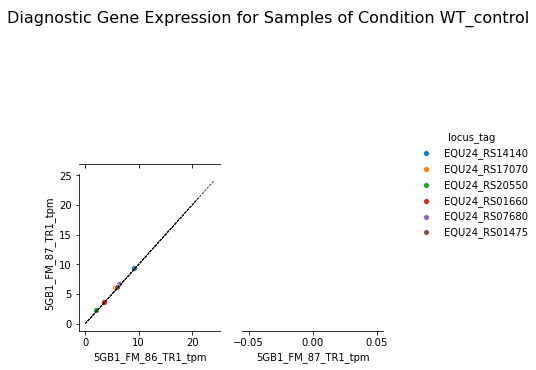 Diagnostic Gene Expression for Samples of Condition WT_control
locus_tag
EQU24_RS14140
EQU24_RS17070
EQU24_RS20550
EQU24_RS01660
EQU24_RS07680
EQU24_RS01475
5GB1_FM_87_TR1_tpm
25
20
15
10
5
0
0 10 20
5GB1_FM_86_TR1_tpm
−0.05 0.00 0.05
5GB1_FM_87_TR1_tpm